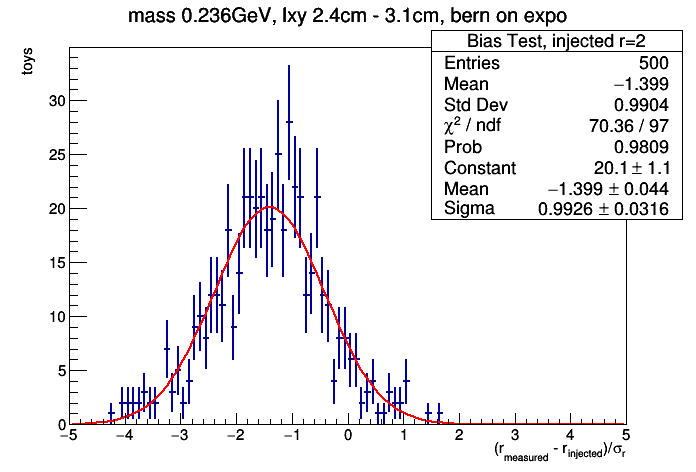 mass 0.236GeV, lxy 2.4cm - 3.1cm, bern on expo
toys
Bias Test, injected r=2
Entries 500
Mean −1.399
Std Dev 0.9904
χ² / ndf 70.36 / 97
Prob 0.9809
Constant 20.1 ± 1.1
Mean −1.399 ± 0.044
Sigma 0.9926 ± 0.0316
30
25
20
15
10
5
0
−5 −4 −3 −2 −1 0 1 2 3 4 5
(r_measured - r_injected)/σ_r